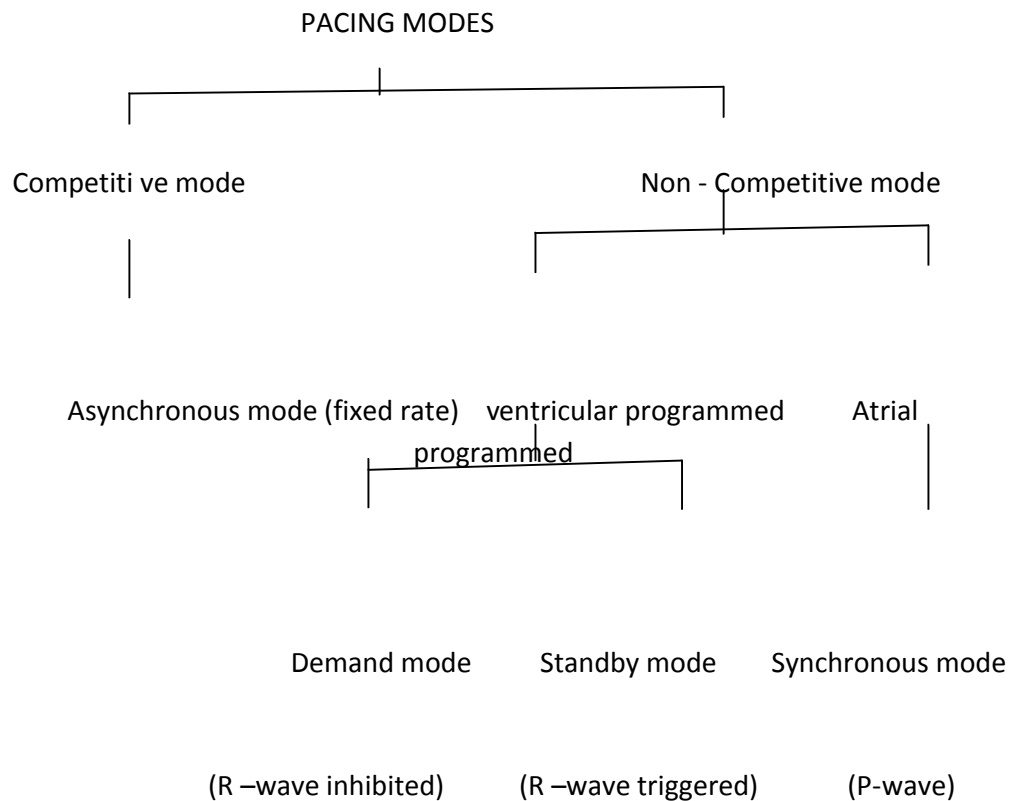 PACING MODES
Competiti ve mode Non - Competitive mode
Asynchronous mode (fixed rate) ventricular programmed Atrial
programmed
Demand mode Standby mode Synchronous mode
(R –wave inhibited) (R –wave triggered) (P-wave)